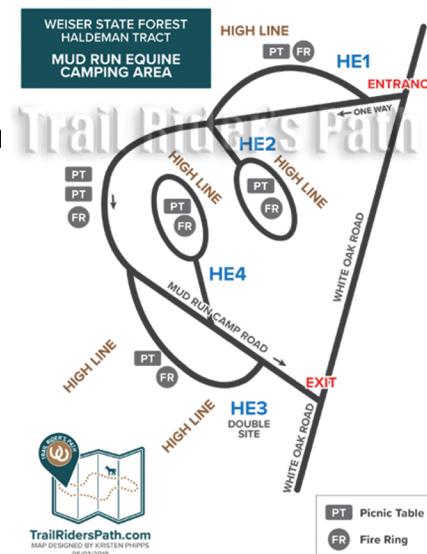 WEISER STATE FOREST
HALDEMAN TRACT
MUD RUN EQUINE
CAMPING AREA
HIGH LINE
PT FR
HE1
ENTRANC
← ONE WAY
Trail Rider's Path
HE2
PT
PT
FR
HIGH LINE
PT
FR
HIGH LINE
PT
FR
WHITE OAK ROAD
HE4
MUD RUN CAMP ROAD
HIGH LINE
PT
FR
EXIT
HIGH LINE
HE3
DOUBLE
SITE
WHITE OAK ROAD
TRAIL RIDER'S PATH
TrailRidersPath.com
MAP DESIGNED BY KRISTEN PHIPPS
PT Picnic Table
FR Fire Ring